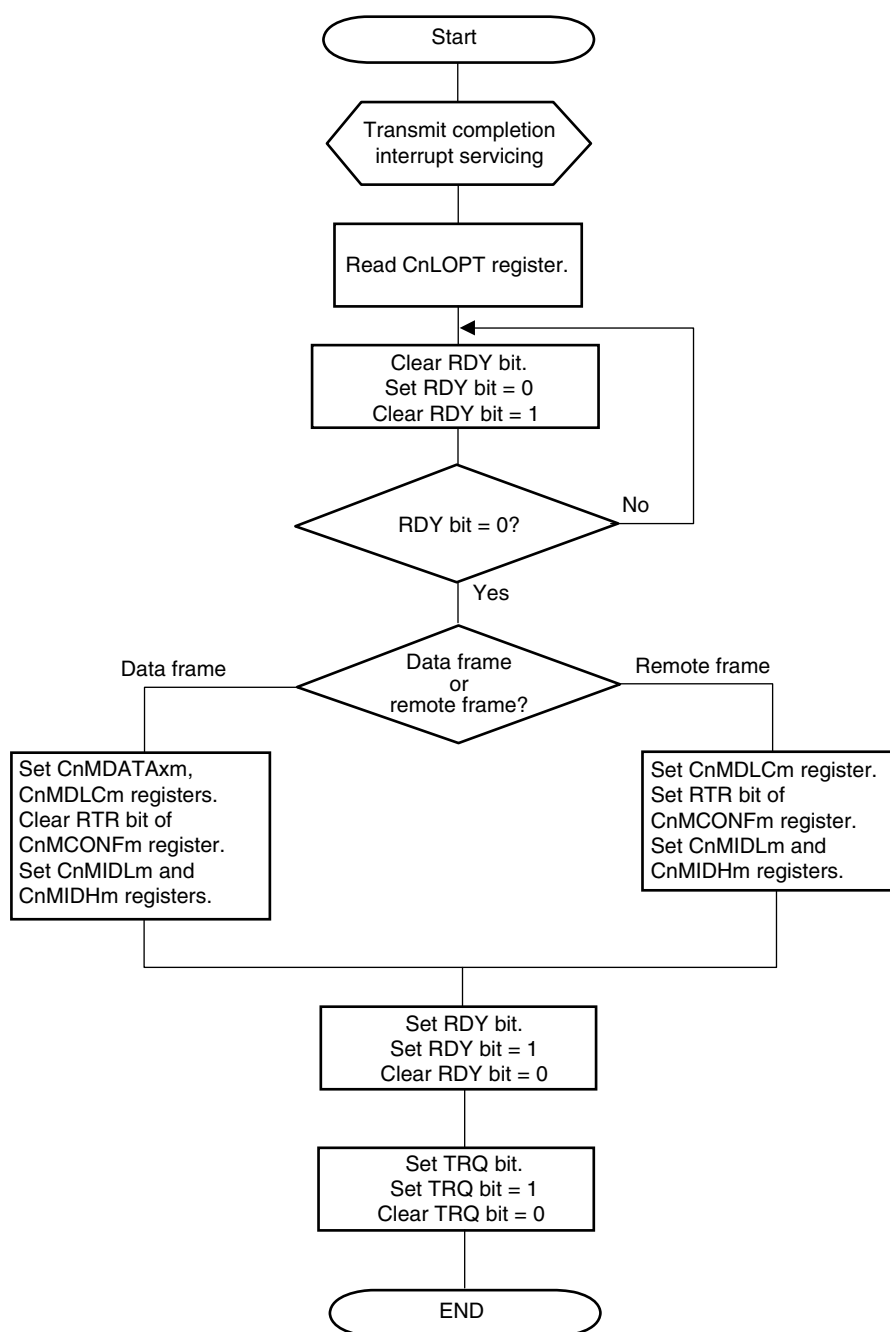 Start
Transmit completion
interrupt servicing
Read CnLOPT register.
Clear RDY bit.
Set RDY bit = 0
Clear RDY bit = 1
No
RDY bit = 0?
Yes
Data frame
Data frame
or
remote frame?
Remote frame
Set CnMDATAxm,
CnMDLCm registers.
Clear RTR bit of
CnMCONFm register.
Set CnMIDLm and
CnMIDHm registers.
Set CnMDLCm register.
Set RTR bit of
CnMCONFm register.
Set CnMIDLm and
CnMIDHm registers.
Set RDY bit.
Set RDY bit = 1
Clear RDY bit = 0
Set TRQ bit.
Set TRQ bit = 1
Clear TRQ bit = 0
END